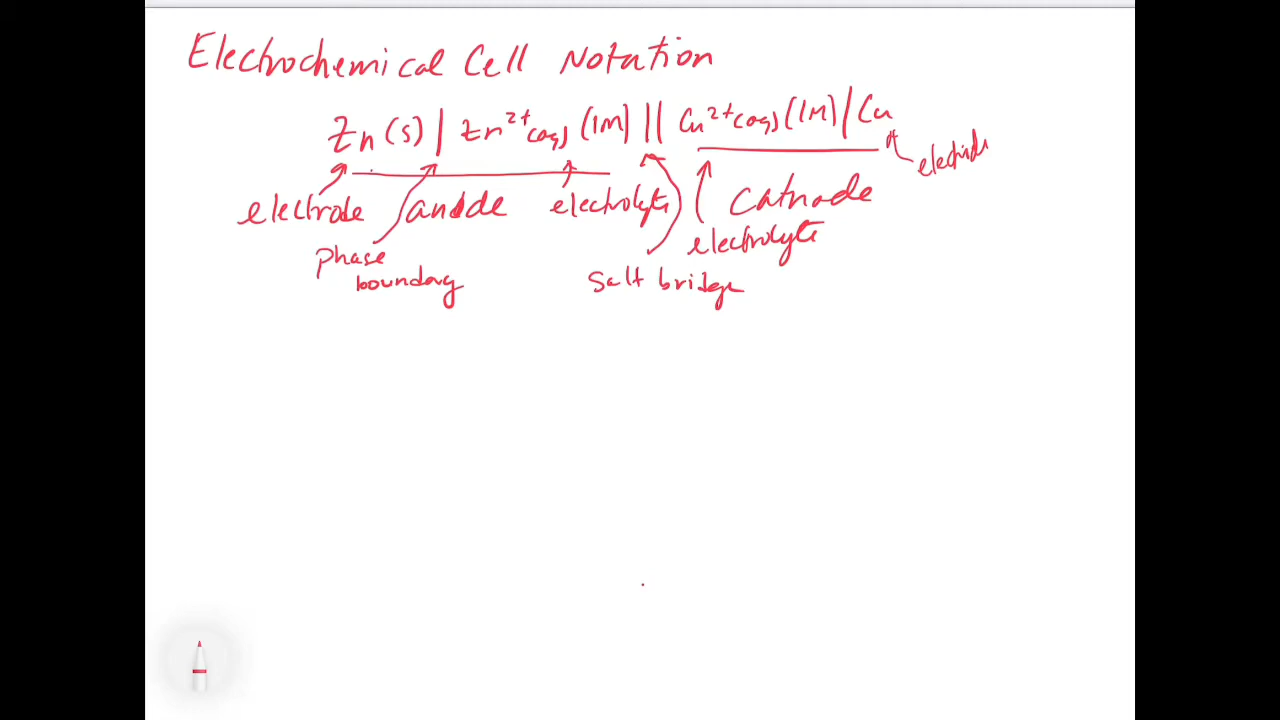 Electrochemical Cell Notation
Zn(s) | Zn²⁺(aq) (1M) || Cu²⁺(aq) (1M) | Cu
electrode
electrode anode electrolyte cathode
electrolyte
phase
boundary salt bridge